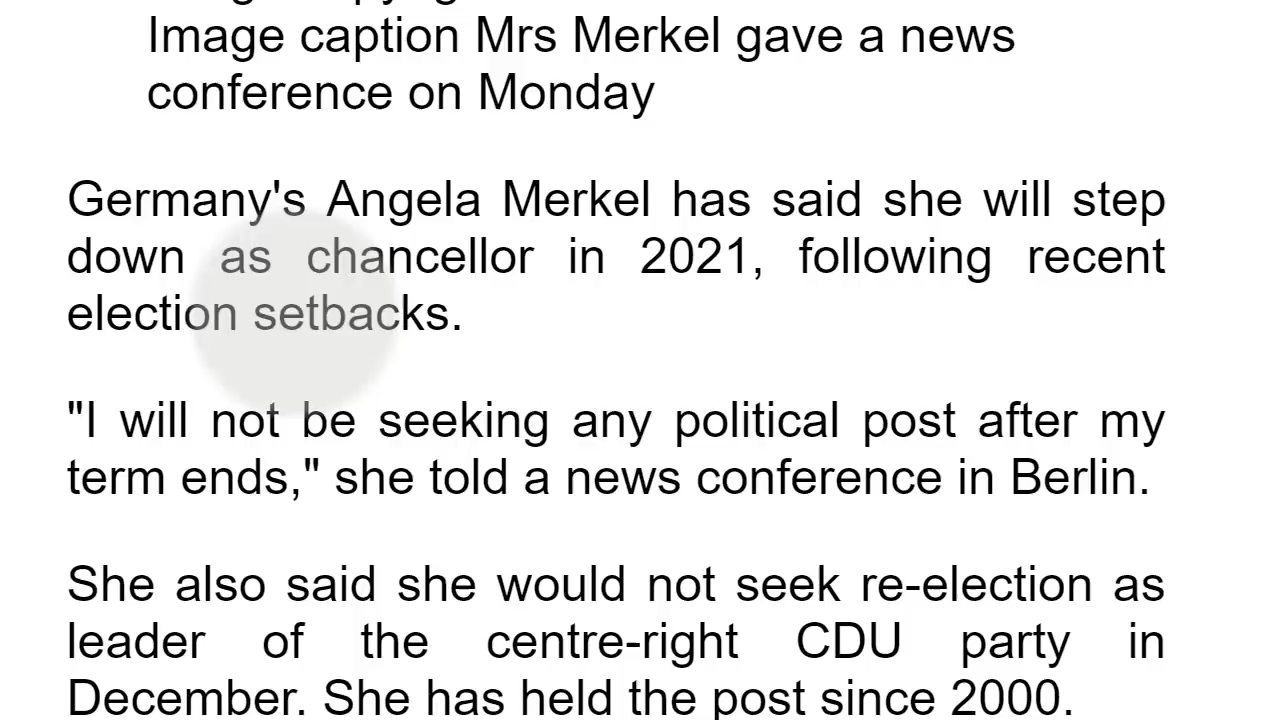 Image caption Mrs Merkel gave a news
conference on Monday
Germany's Angela Merkel has said she will step
down as chancellor in 2021, following recent
election setbacks.
"I will not be seeking any political post after my
term ends," she told a news conference in Berlin.
She also said she would not seek re-election as
leader of the centre-right CDU party in
December. She has held the post since 2000.